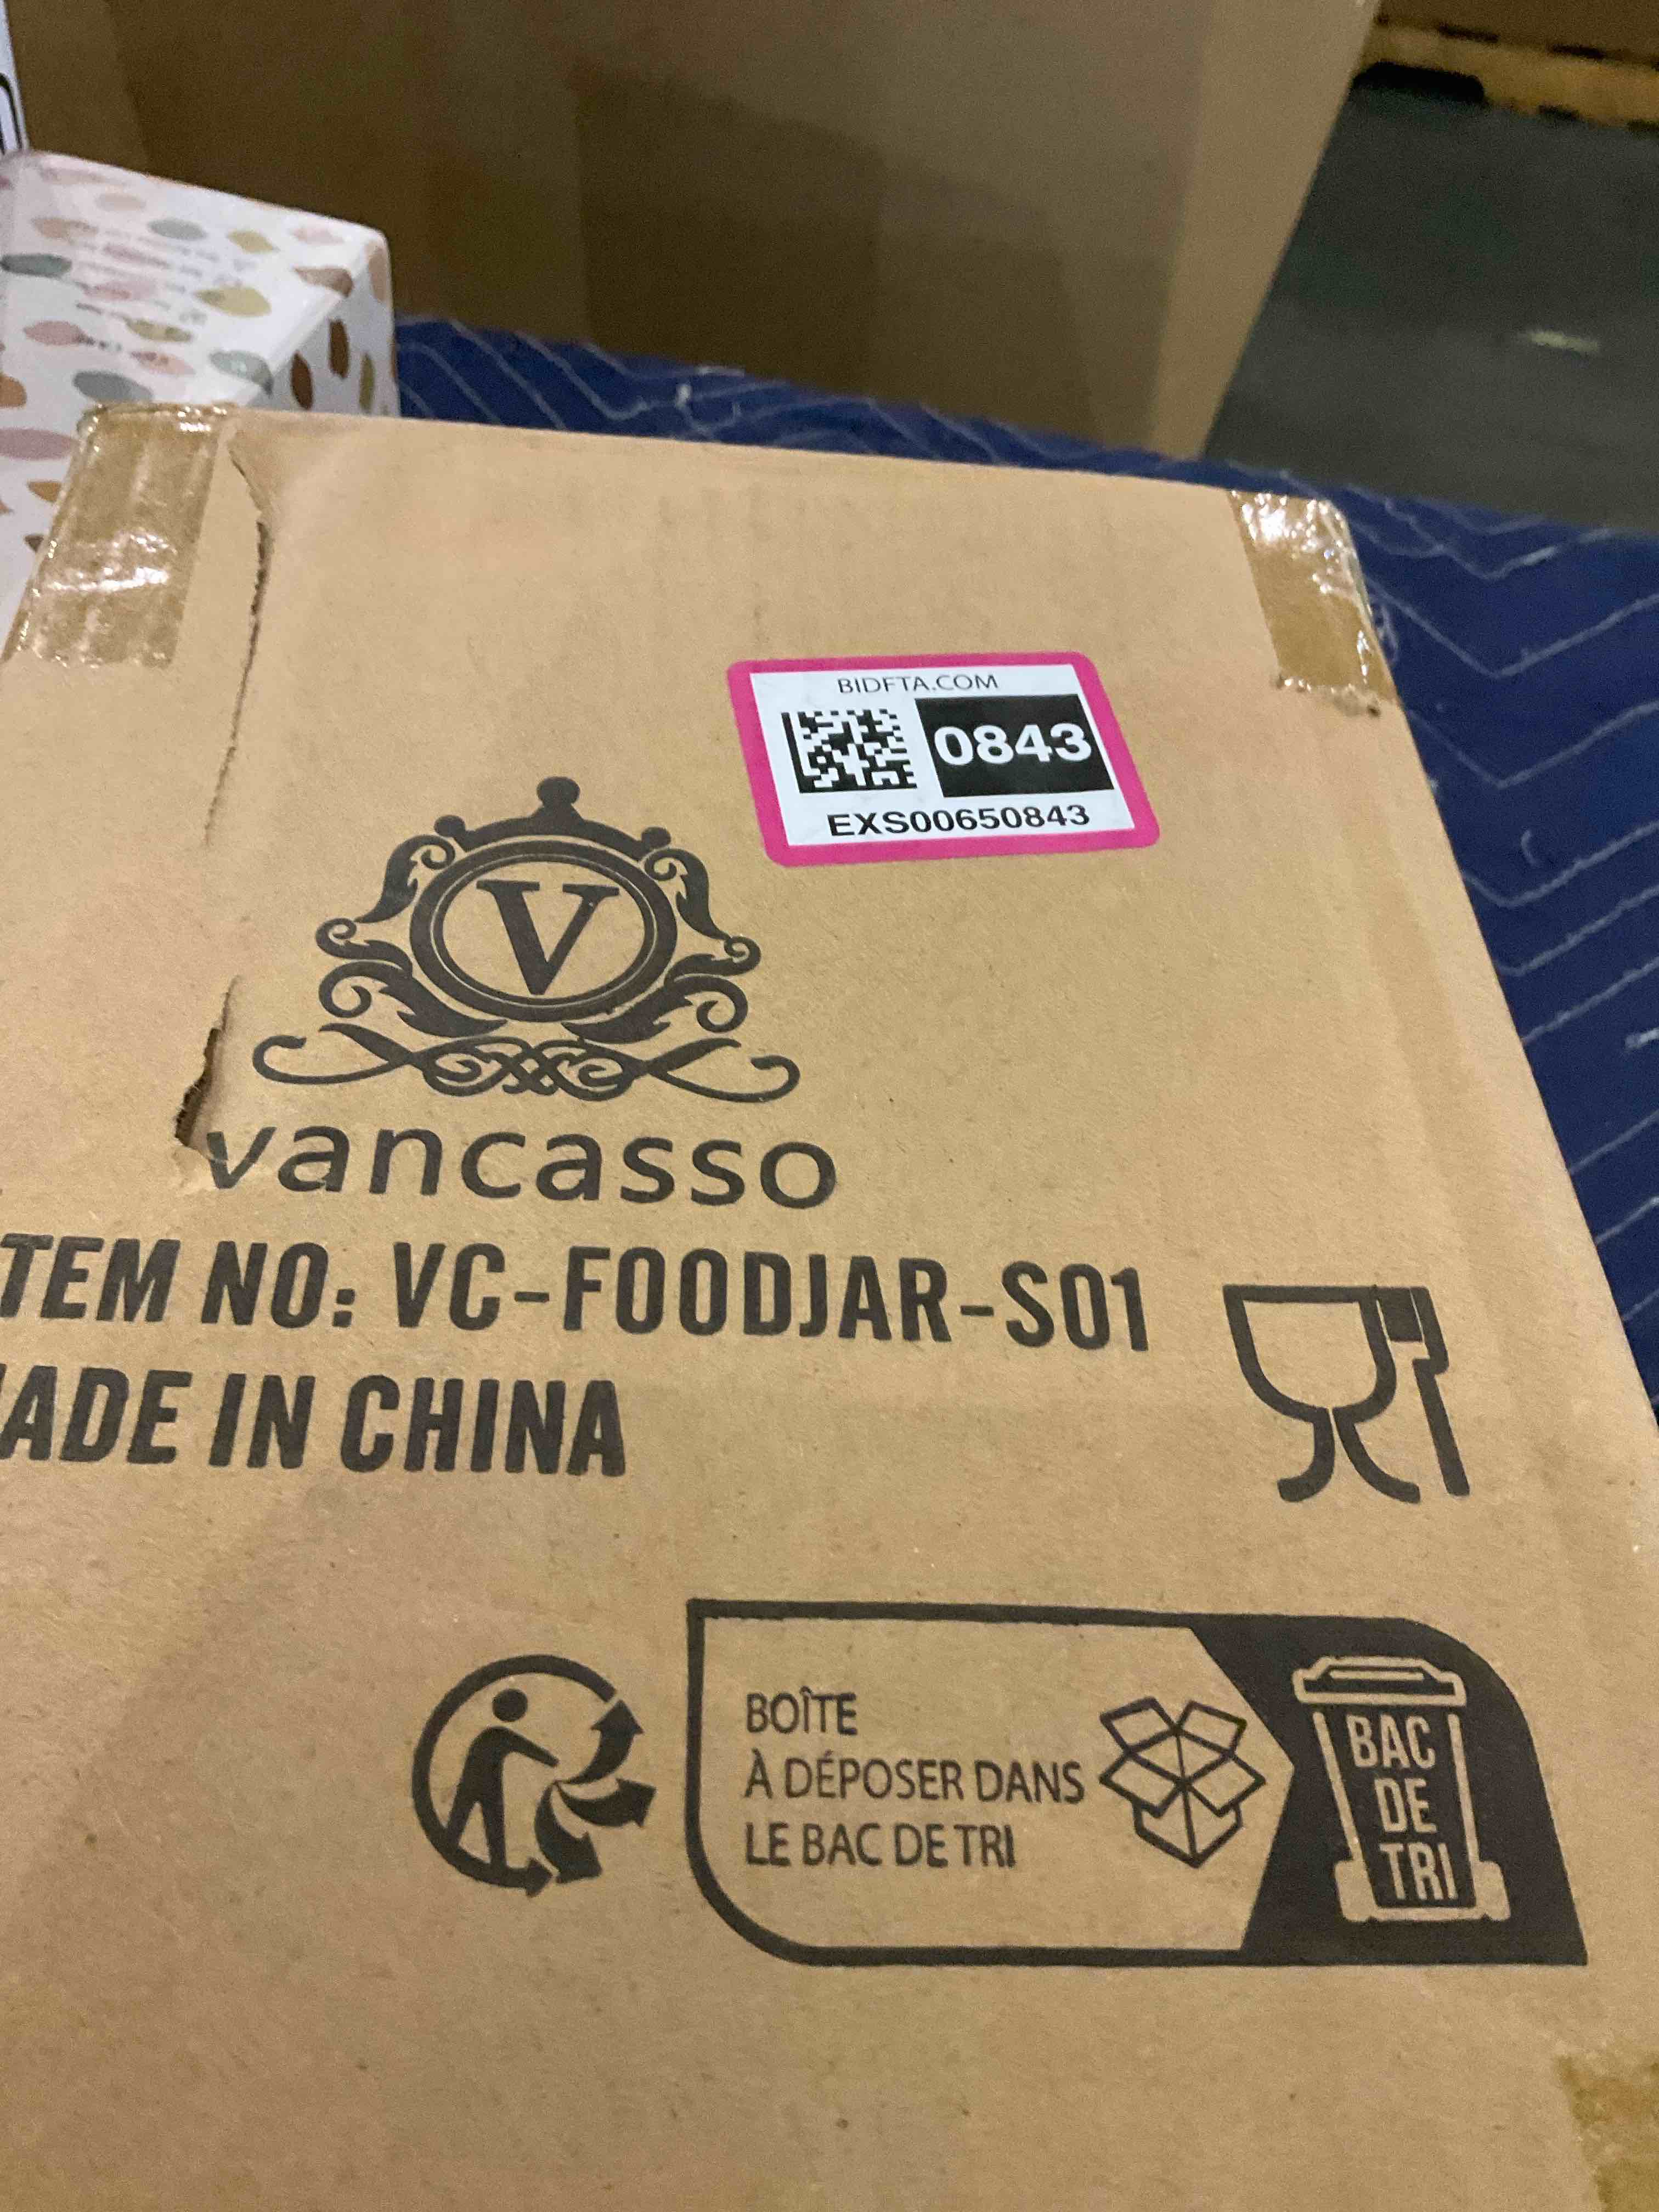 BIDFTA.COM
0843
EXS00650843
V
vancasso
TEM NO: VC-FOODJAR-S01
ADE IN CHINA
BOÎTE
À DÉPOSER DANS
LE BAC DE TRI
BAC
DE
TRI